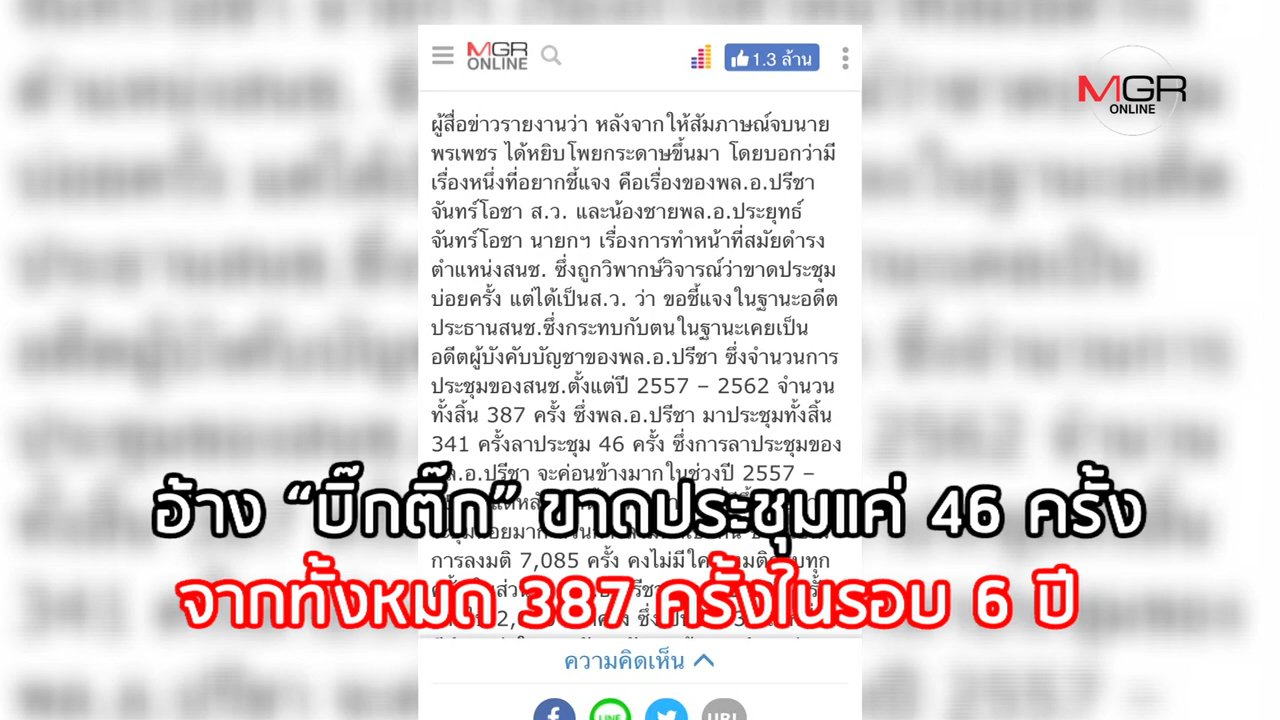 MGR
ONLINE
1.3 ล้าน
MGR
ONLINE
ผู้สื่อข่าวรายงานว่า หลังจากให้สัมภาษณ์จบนาย
พรเพชร ได้หยิบโพยกระดาษขึ้นมา โดยบอกว่ามี
เรื่องหนึ่งที่อยากชี้แจง คือเรื่องของพล.อ.ปรีชา
จันทร์โอชา ส.ว. และน้องชายพล.อ.ประยุทธ์
จันทร์โอชา นายกฯ เรื่องการทำหน้าที่สมัยดำรง
ตำแหน่งสนช. ซึ่งถูกวิพากษ์วิจารณ์ว่าขาดประชุม
บ่อยครั้ง แต่ได้เป็นส.ว. ว่า ขอชี้แจงในฐานะอดีต
ประธานสนช.ซึ่งกระทบกับตนในฐานะเคยเป็น
อดีตผู้บังคับบัญชาของพล.อ.ปรีชา ซึ่งจำนวนการ
ประชุมของสนช.ตั้งแต่ปี 2557 – 2562 จำนวน
ทั้งสิ้น 387 ครั้ง ซึ่งพล.อ.ปรีชา มาประชุมทั้งสิ้น
341 ครั้งลาประชุม 46 ครั้ง ซึ่งการลาประชุมของ
ล.อ.ปรีชา จะค่อนข้างมากในช่วงปี 2557 –
อ้าง “บิ๊กติ๊ก” ขาดประชุมแค่ 46 ครั้ง
การลงมติ 7,085 ครั้ง คงไม่มีใค
จากทั้งหมด 387 ครั้งในรอบ 6 ปี
ความคิดเห็น
LINE
URL